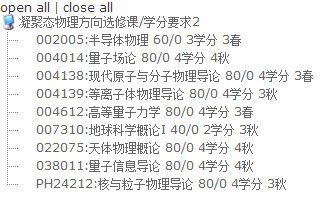 open all | close all
凝聚态物理方向选修课/学分要求2
002005:半导体物理 60/0 3学分 3春
004014:量子场论 80/0 4学分 4秋
004138:现代原子与分子物理导论 80/0 4学分 3春
004139:等离子体物理导论 80/0 4学分 3秋
004612:高等量子力学 80/0 4学分 3春
007310:地球科学概论I 40/0 2学分 3秋
022075:天体物理概论 80/0 4学分 4秋
038011:量子信息导论 80/0 4学分 4秋
PH24212:核与粒子物理导论 80/0 4学分 3秋